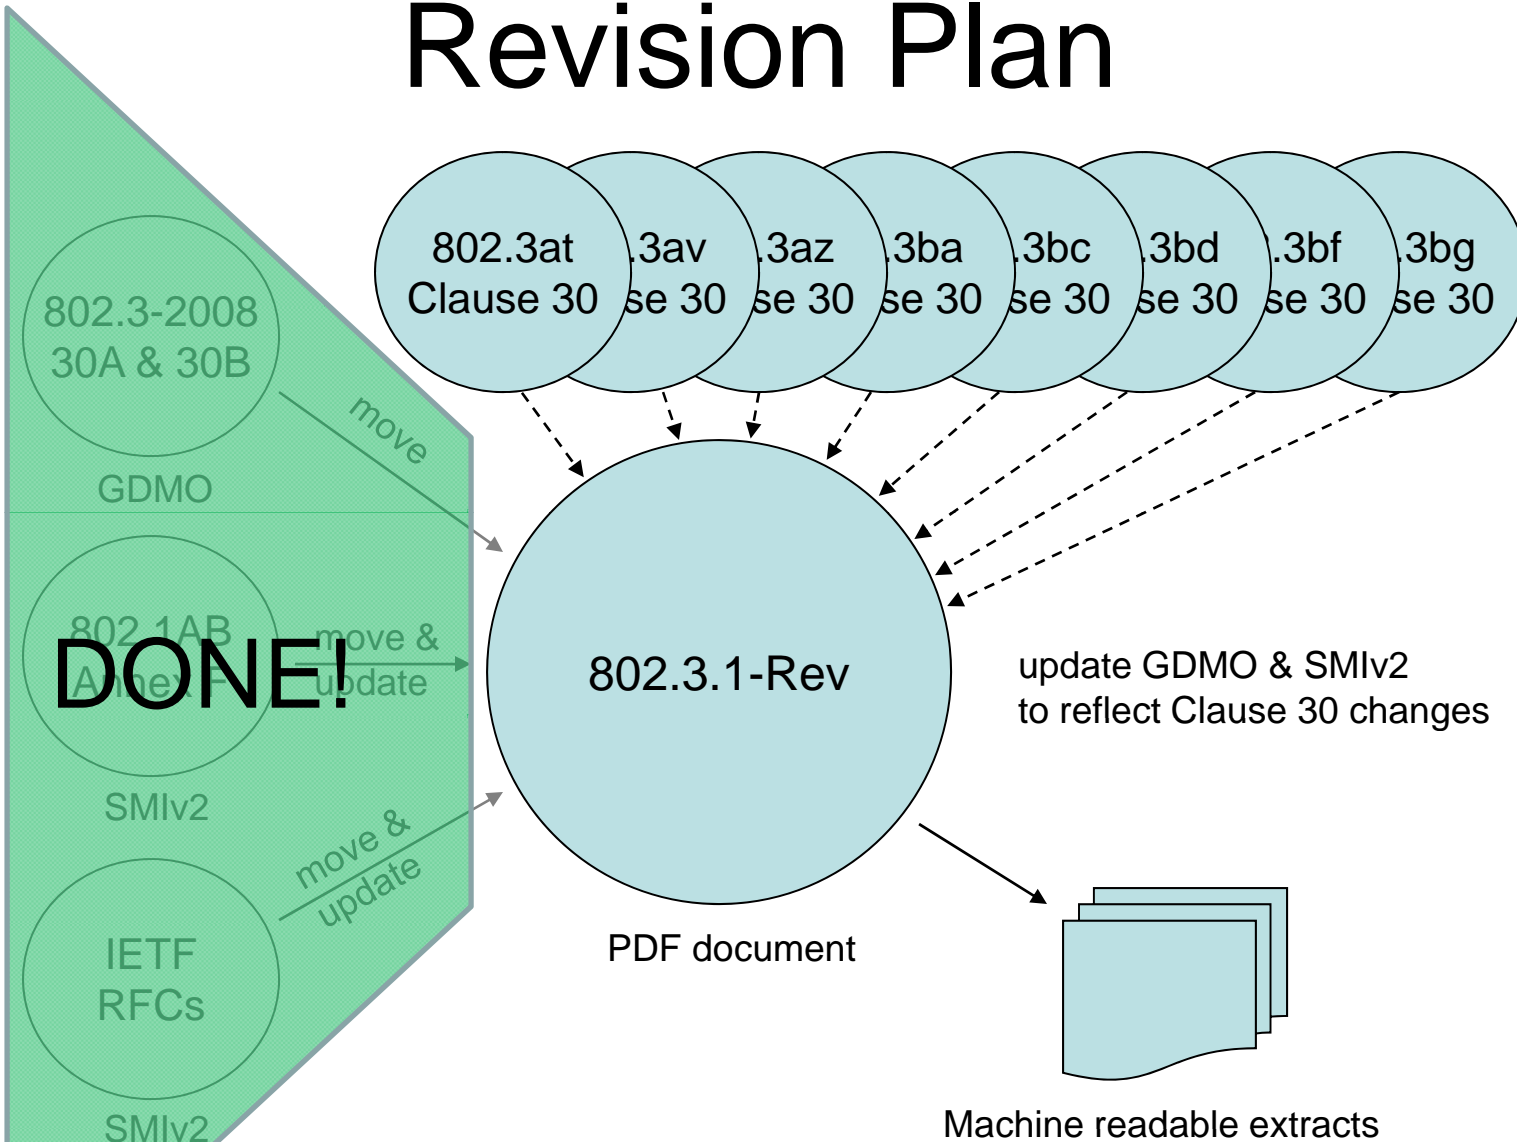 Revision Plan
802.3at
Clause 30
.3av
se 30
.3az
se 30
.3ba
se 30
.3bc
se 30
.3bd
se 30
.3bf
se 30
.3bg
se 30
802.3-2008
30A & 30B
GDMO
move
802.1AB
Annex F
SMIv2
move &
update
DONE!
IETF
RFCs
SMIv2
move &
update
802.3.1-Rev
PDF document
update GDMO & SMIv2
to reflect Clause 30 changes
Machine readable extracts